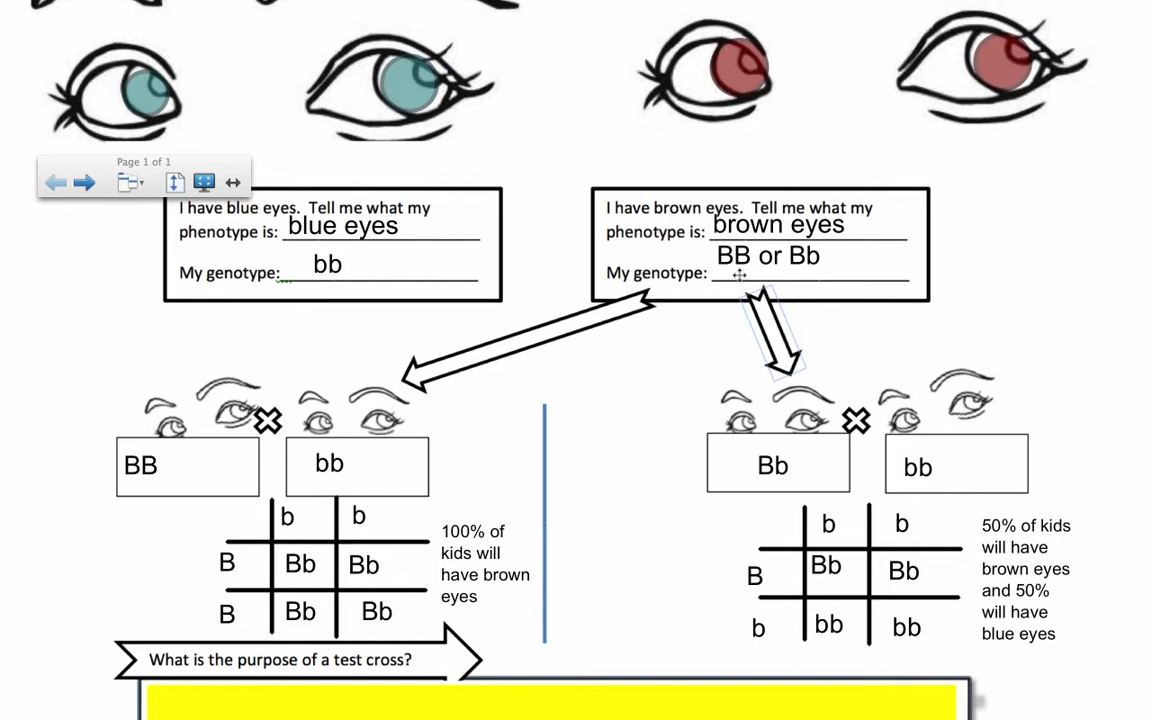 Page 1 of 1
I have blue eyes. Tell me what my
phenotype is: blue eyes
My genotype: bb
I have brown eyes. Tell me what my
phenotype is: brown eyes
My genotype: BB or Bb
BB
bb
b b
B Bb Bb
B Bb Bb
100% of
kids will
have brown
eyes
Bb
bb
b b
B Bb Bb
b bb bb
50% of kids
will have
brown eyes
and 50%
will have
blue eyes
What is the purpose of a test cross?